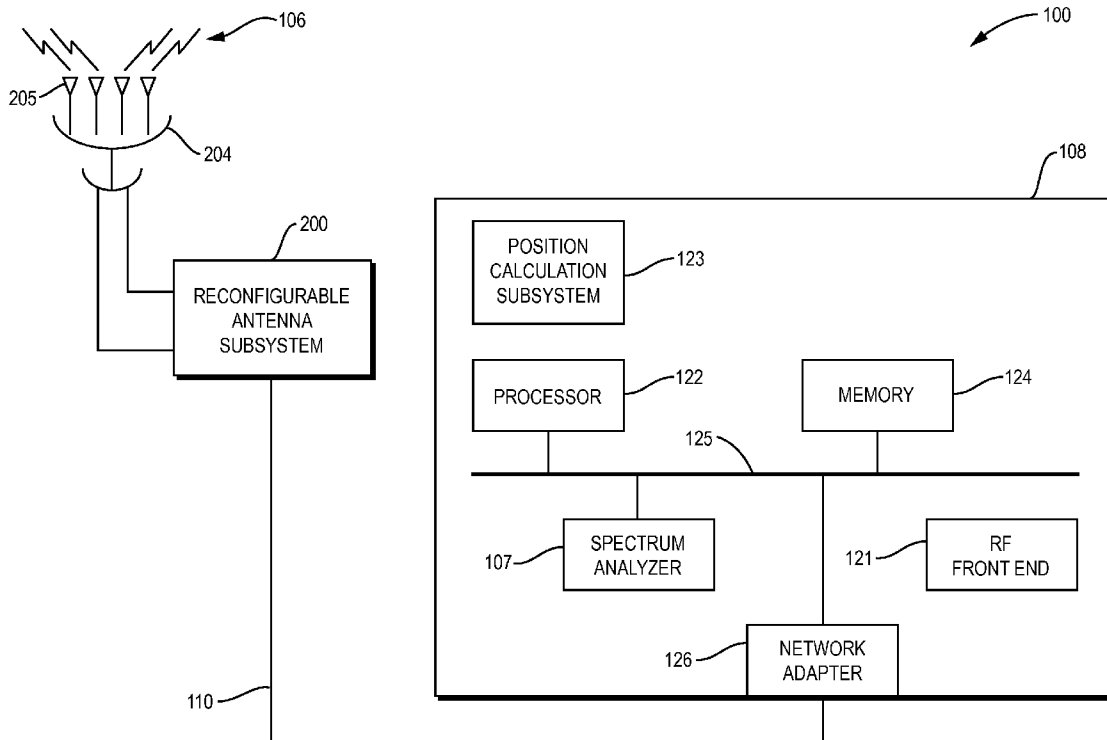 106
100
205
204
108
200
RECONFIGURABLE
ANTENNA
SUBSYSTEM
POSITION
CALCULATION
SUBSYSTEM
123
PROCESSOR
122
MEMORY
124
125
107
SPECTRUM
ANALYZER
121
RF
FRONT END
126
NETWORK
ADAPTER
110